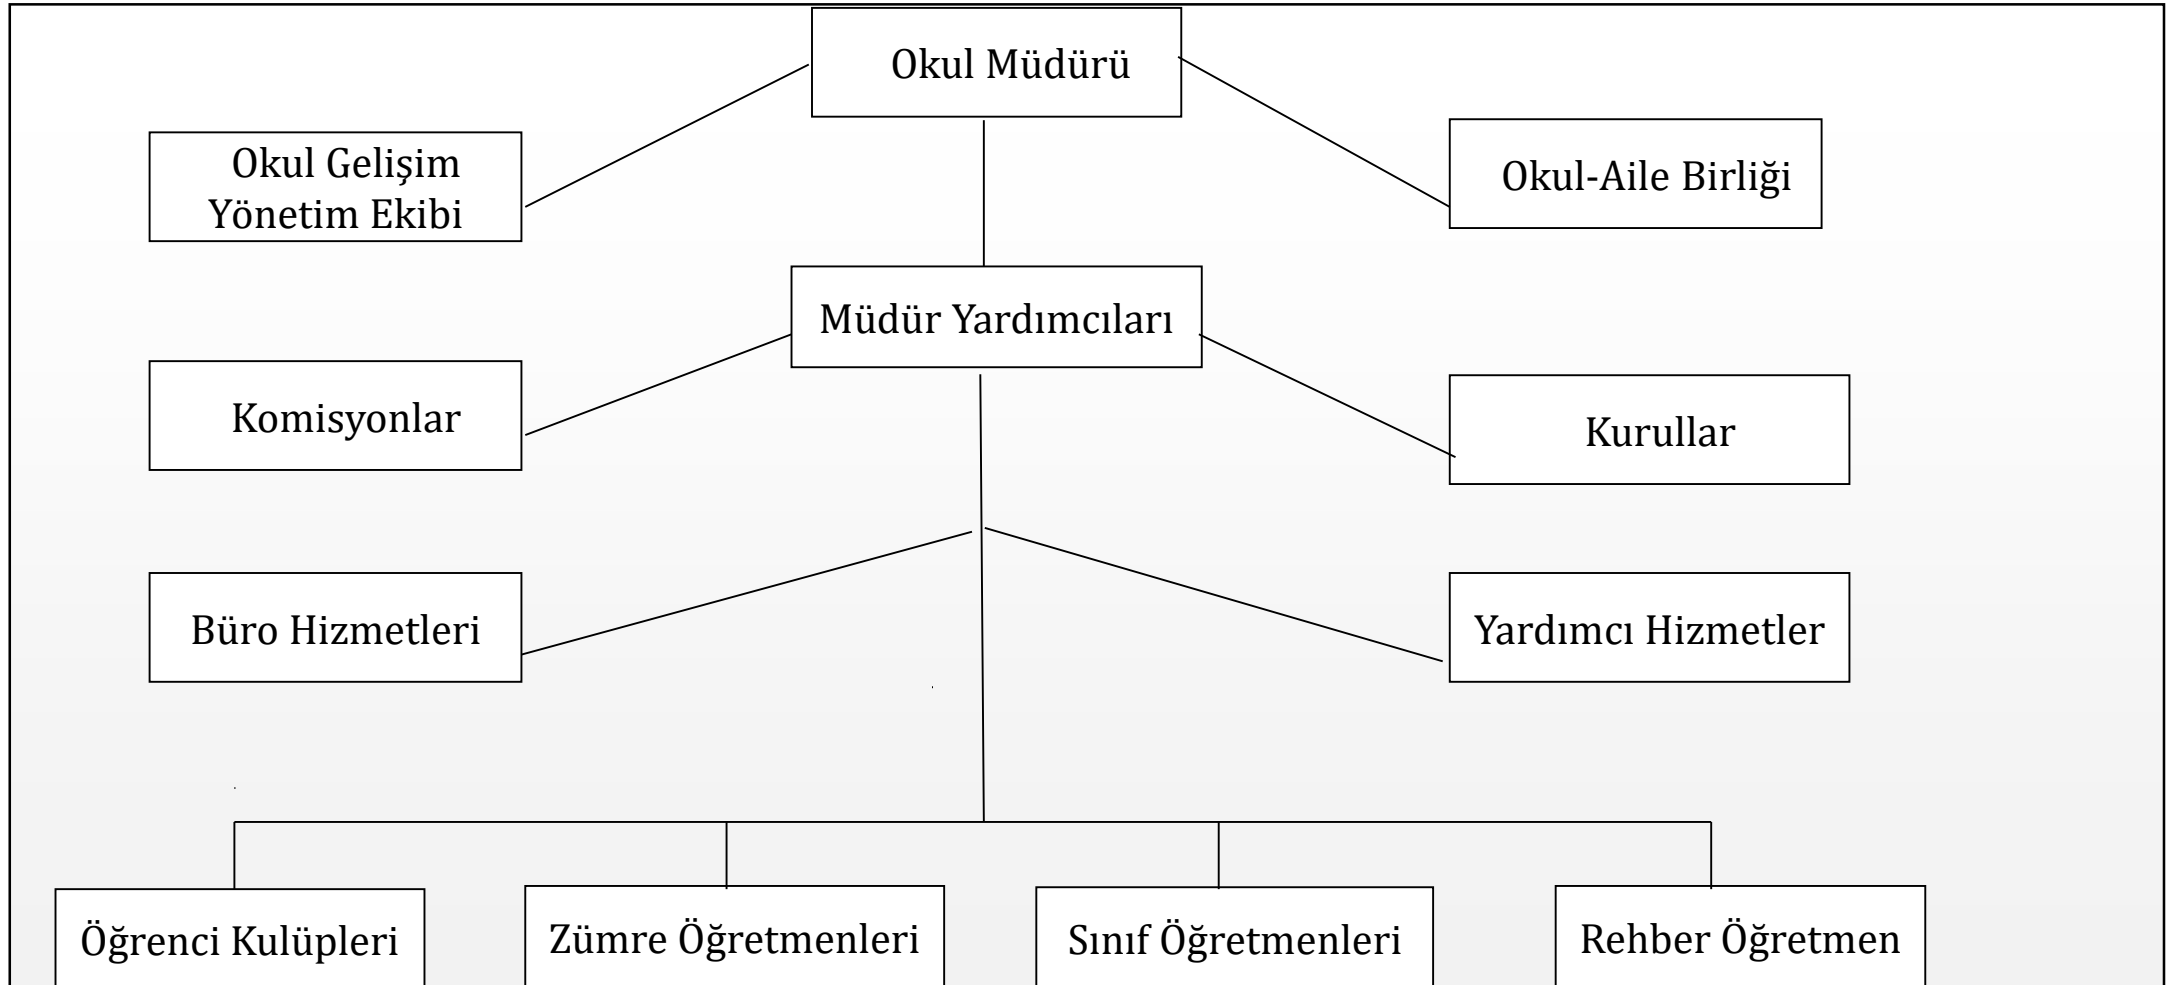 Okul Müdürü
Okul Gelişim
Yönetim Ekibi
Okul-Aile Birliği
Müdür Yardımcıları
Komisyonlar
Kurullar
Büro Hizmetleri
Yardımcı Hizmetler
Öğrenci Kulüpleri
Zümre Öğretmenleri
Sınıf Öğretmenleri
Rehber Öğretmen